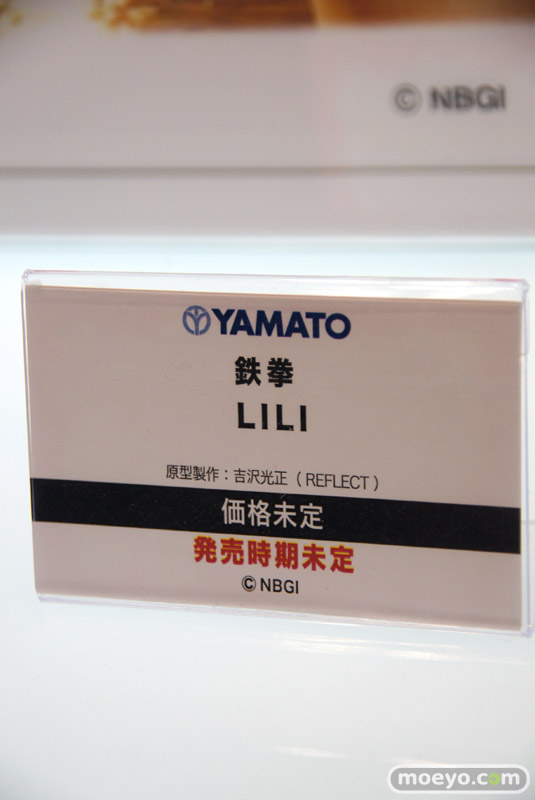 © NBGI
YAMATO
鉄拳
LILI
原型製作：吉沢光正（REFLECT）
価格未定
発売時期未定
©NBGI
moeyo.com